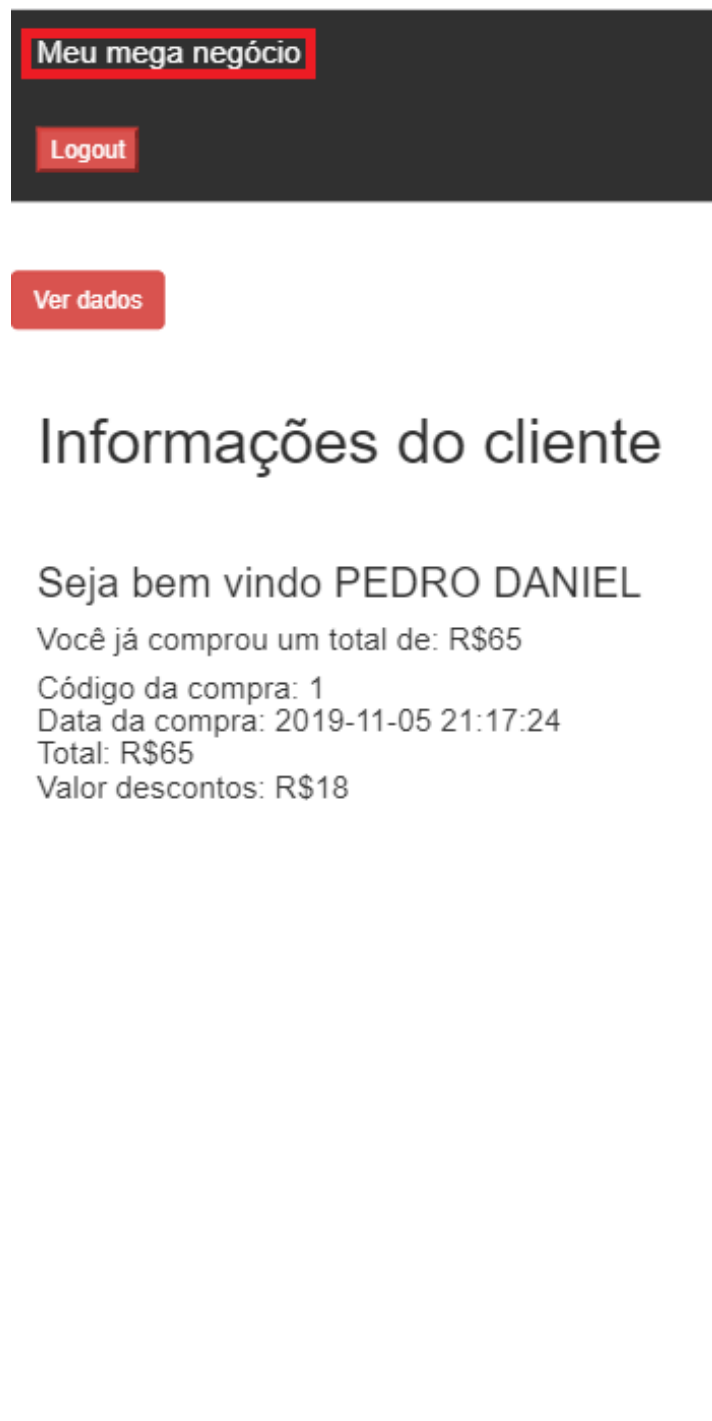 Meu mega negócio
Logout
Ver dados
Informações do cliente
Seja bem vindo PEDRO DANIEL
Você já comprou um total de: R$65
Código da compra: 1
Data da compra: 2019-11-05 21:17:24
Total: R$65
Valor descontos: R$18